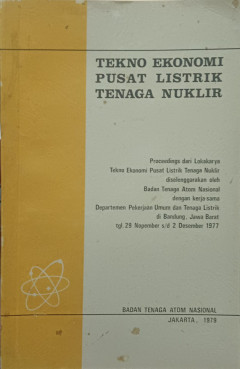 TEKNO EKONOMI
PUSAT LISTRIK
TENAGA NUKLIR
Proceedings dari Lokakarya
Tekno Ekonomi Pusat Listrik Tenaga Nuklir
diselenggarakan oleh
Badan Tenaga Atom Nasional
dengan kerja-sama
Departemen Pekerjaan Umum dan Tenaga Listrik
di Bandung, Jawa Barat
tgl 28 Nopember s/d 2 Desember 1977
BADAN TENAGA ATOM NASIONAL
JAKARTA, 1979